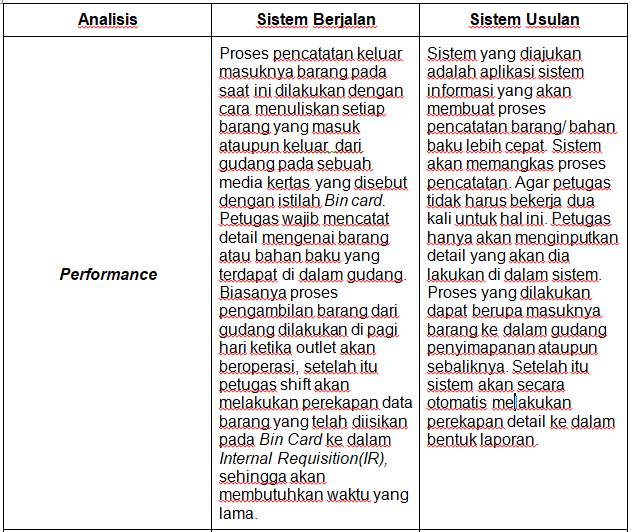 Analisis
Sistem Berjalan
Sistem Usulan
Performance
Proses pencatatan keluar
masuknya barang pada
saat ini dilakukan dengan
cara menuliskan setiap
barang yang masuk
ataupun keluar dari
gudang pada sebuah
media kertas yang disebut
dengan istilah Bin card.
Petugas wajib mencatat
detail mengenai barang
atau bahan baku yang
terdapat di dalam gudang.
Biasanya proses
pengambilan barang dari
gudang dilakukan di pagi
hari ketika outlet akan
beroperasi, setelah itu
petugas shift akan
melakukan perekapan data
barang yang telah diisikan
pada Bin Card ke dalam
Internal Requisition(IR),
sehingga akan
membutuhkan waktu yang
lama.
Sistem yang diajukan
adalah aplikasi sistem
informasi yang akan
membuat proses
pencatatan barang/ bahan
baku lebih cepat. Sistem
akan memangkas proses
pencatatan. Agar petugas
tidak harus bekerja dua
kali untuk hal ini. Petugas
hanya akan menginputkan
detail yang akan dia
lakukan di dalam sistem.
Proses yang dilakukan
dapat berupa masuknya
barang ke dalam gudang
penyimapanan ataupun
sebaliknya. Setelah itu
sistem akan secara
otomatis melakukan
perekapan detail ke dalam
bentuk laporan.